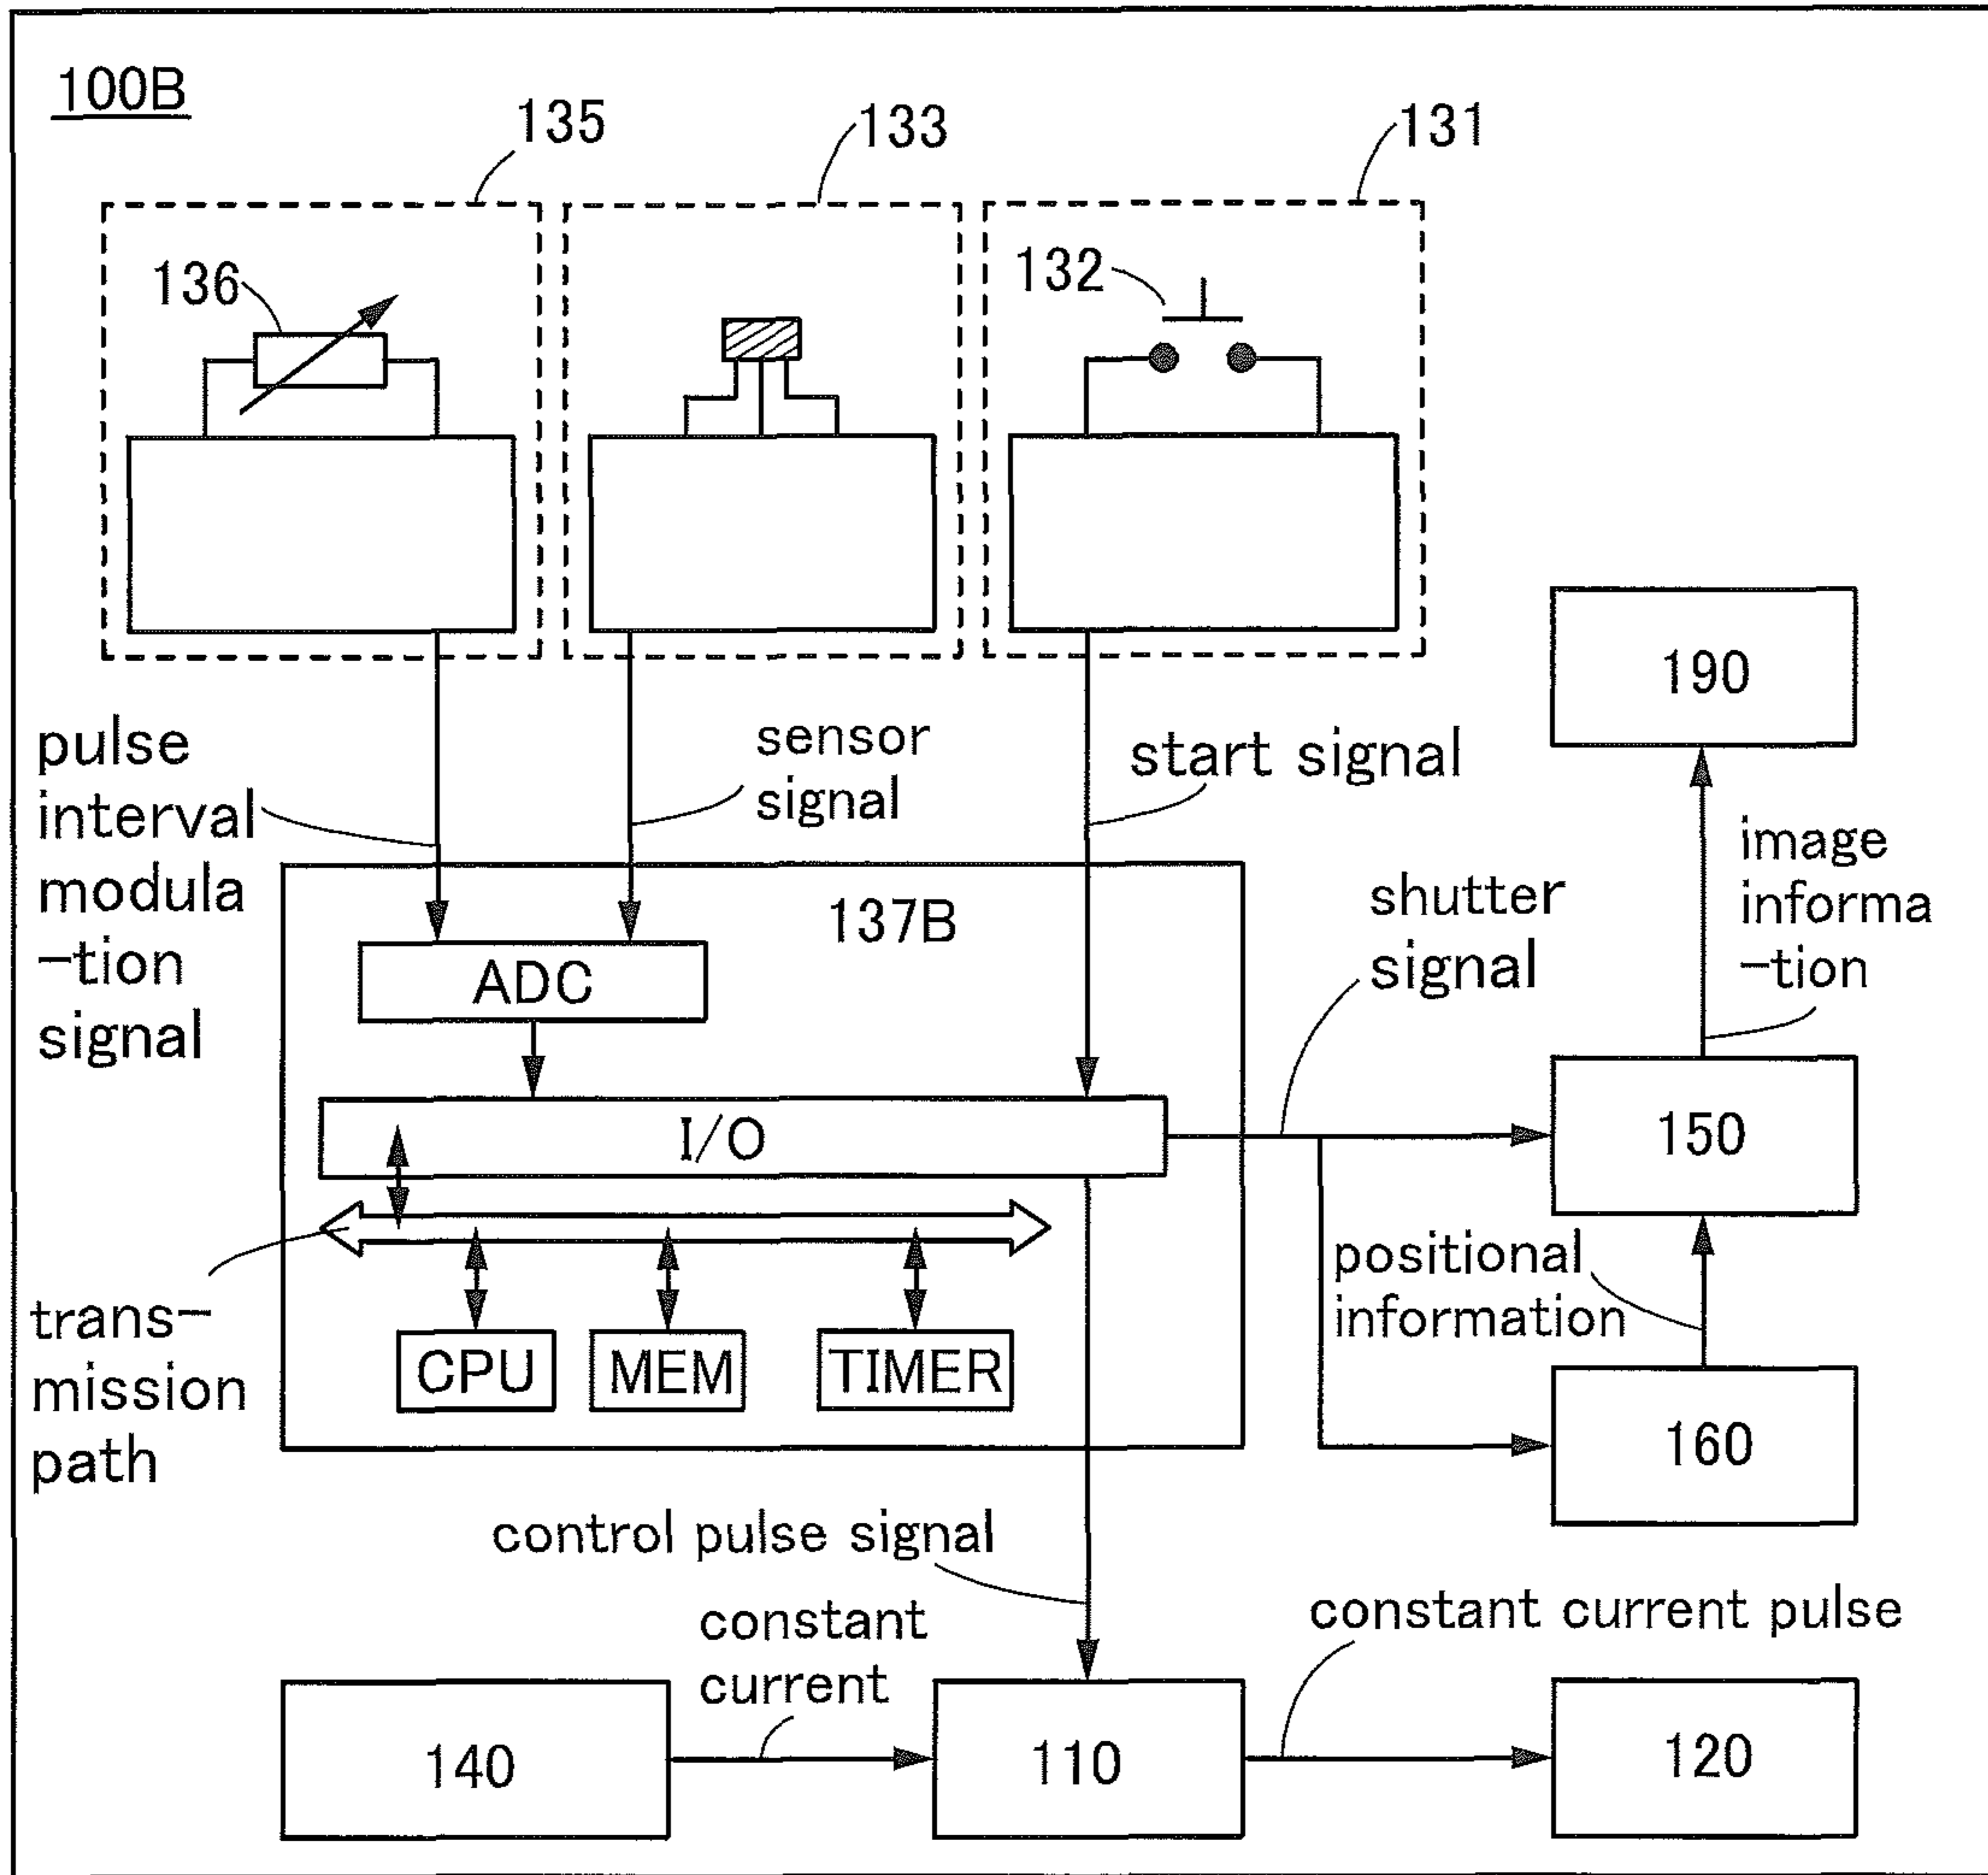 100B
135
133
131
136
132
190
pulse
interval
modula
-tion
signal
sensor
signal
start signal
image
informa
-tion
shutter
signal
137B
ADC
I/O
150
trans-
mission
path
positional
information
CPU
MEM
TIMER
160
control pulse signal
constant
current
constant current pulse
140
110
120